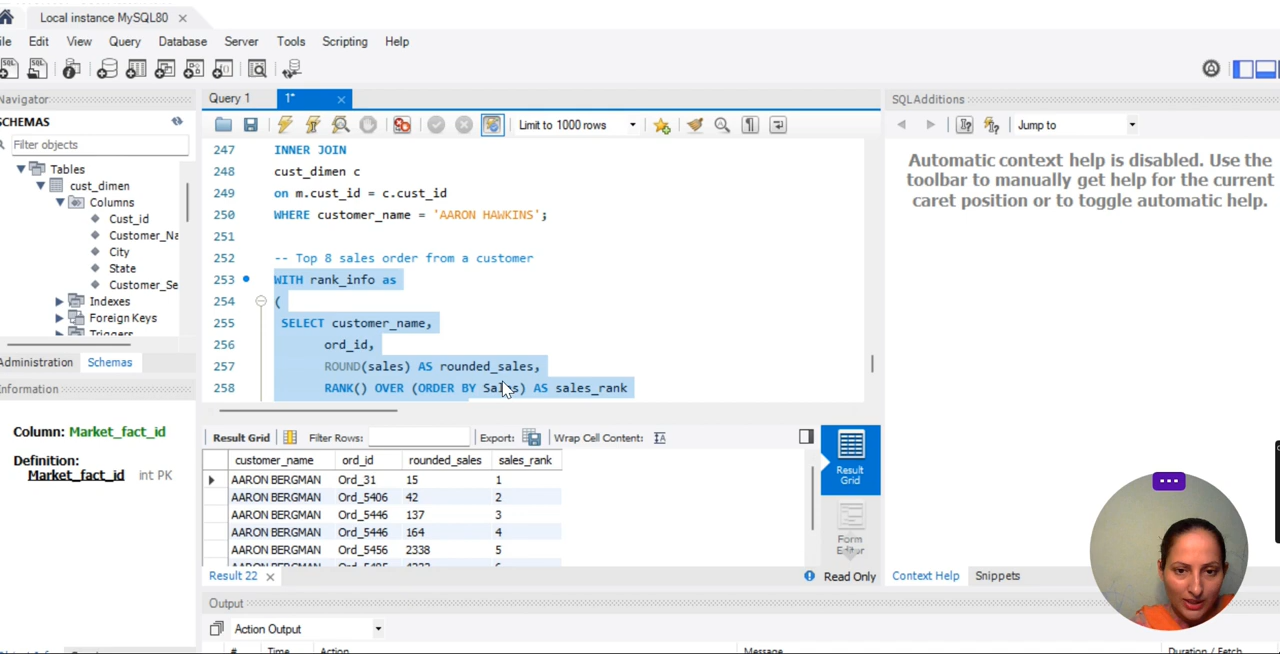 Local instance MySQL80
ile Edit View Query Database Server Tools Scripting Help
Navigator
SCHEMAS
Filter objects
Tables
cust_dimen
Columns
Cust_id
Customer_Na
City
State
Customer_Se
Indexes
Foreign Keys
Triggers
Administration Schemas
Information
Column: Market_fact_id
Definition:
Market_fact_id int PK
Query 1 1*
Limit to 1000 rows
247 INNER JOIN
248 cust_dimen c
249 on m.cust_id = c.cust_id
250 WHERE customer_name = 'AARON HAWKINS';
251
252 -- Top 8 sales order from a customer
253 WITH rank_info as
254 (
255 SELECT customer_name,
256 ord_id,
257 ROUND(sales) AS rounded_sales,
258 RANK() OVER (ORDER BY Sales) AS sales_rank
Result Grid Filter Rows: Export: Wrap Cell Content:
customer_name ord_id rounded_sales sales_rank
AARON BERGMAN Ord_31 15 1
AARON BERGMAN Ord_5406 42 2
AARON BERGMAN Ord_5446 137 3
AARON BERGMAN Ord_5446 164 4
AARON BERGMAN Ord_5456 2338 5
Result Grid
Form Editor
Result 22
Read Only
Output
Action Output
# Time Action Message Duration / Fetch
SQLAdditions
Jump to
Automatic context help is disabled. Use the
toolbar to manually get help for the current
caret position or to toggle automatic help.
Context Help Snippets